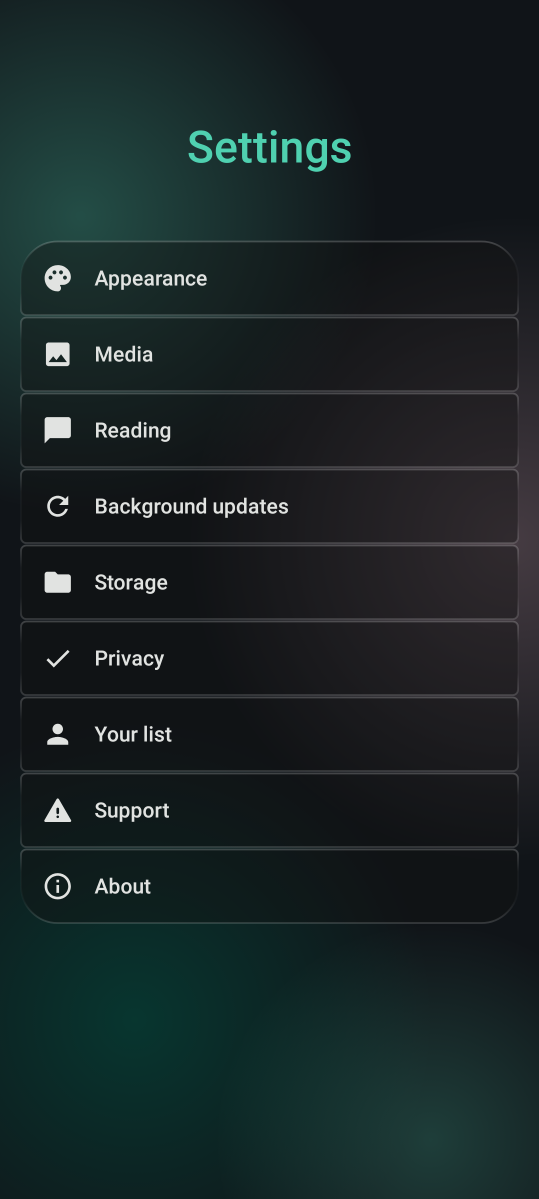 Settings
Appearance
Media
Reading
Background updates
Storage
Privacy
Your list
Support
About